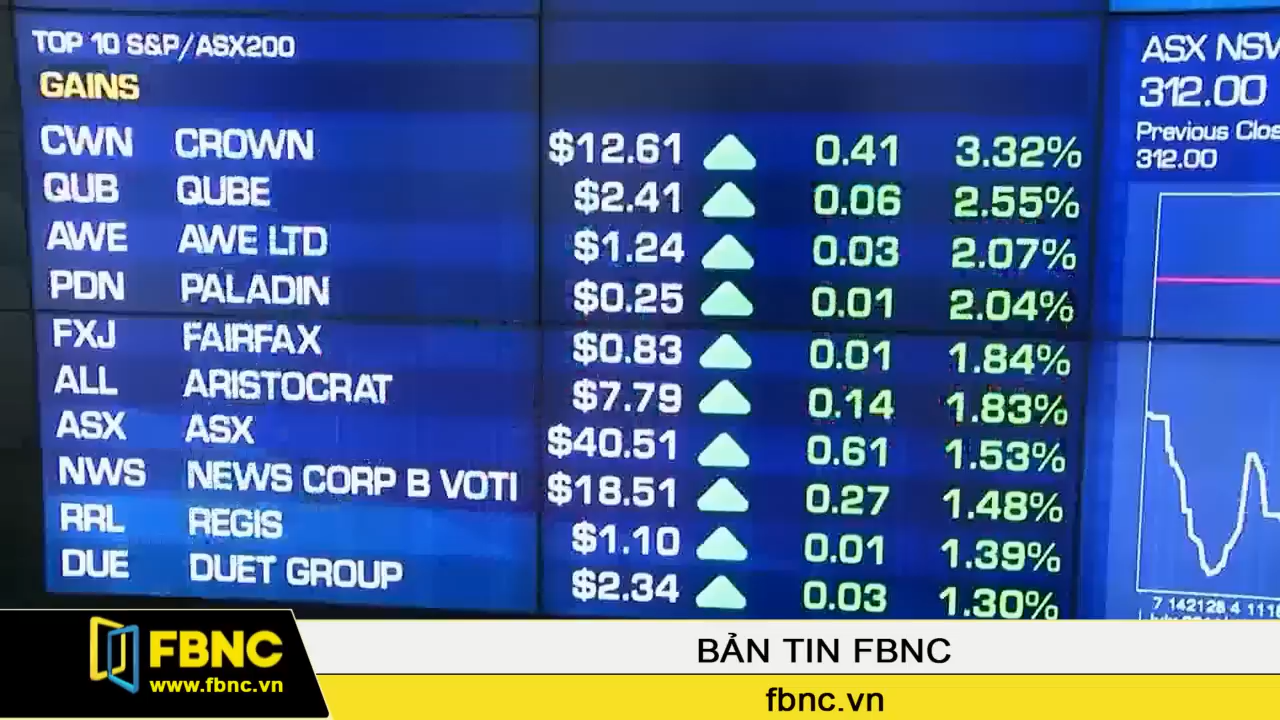 TOP 10 S&P/ASX200
GAINS
CWN CROWN $12.61 0.41 3.32%
QUB QUBE $2.41 0.06 2.55%
AWE AWE LTD $1.24 0.03 2.07%
PDN PALADIN $0.25 0.01 2.04%
FXJ FAIRFAX $0.83 0.01 1.84%
ALL ARISTOCRAT $7.79 0.14 1.83%
ASX ASX $40.51 0.61 1.53%
NWS NEWS CORP B VOTI $18.51 0.27 1.48%
RRL REGIS $1.10 0.01 1.39%
DUE DUET GROUP $2.34 0.03 1.30%
ASX NSW
312.00
Previous Clos
312.00
7 142128 4 1118
FBNC
www.fbnc.vn
BẢN TIN FBNC
fbnc.vn